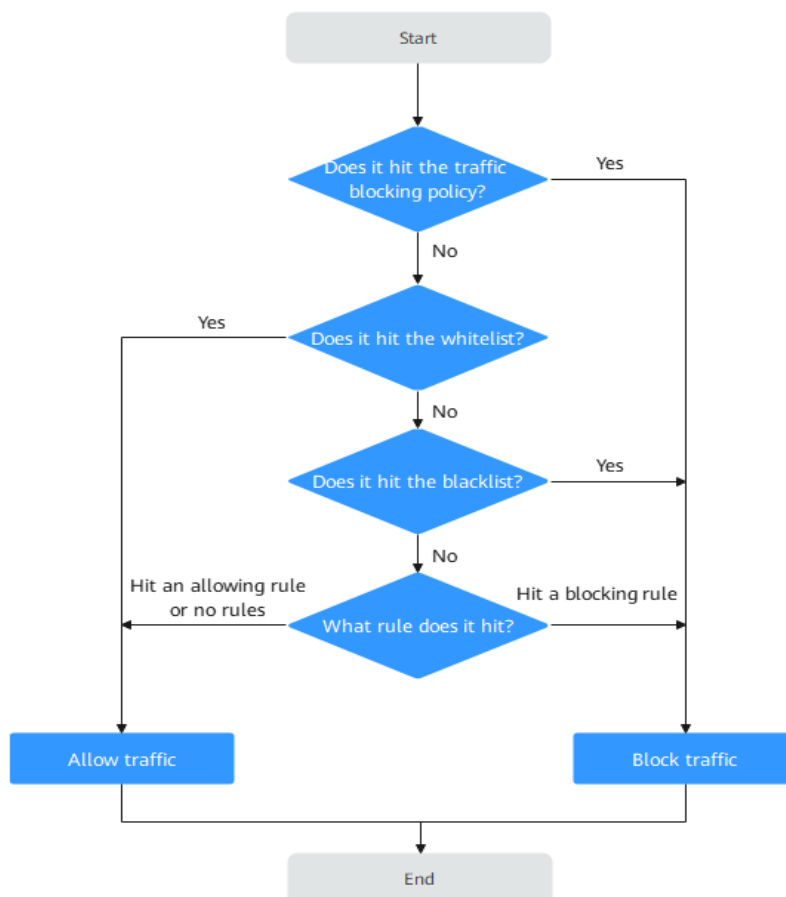 Start
Does it hit the traffic
blocking policy?
Yes
No
Yes
Does it hit the whitelist?
No
Does it hit the blacklist?
Yes
No
Hit an allowing rule
or no rules
What rule does it hit?
Hit a blocking rule
Allow traffic
Block traffic
End